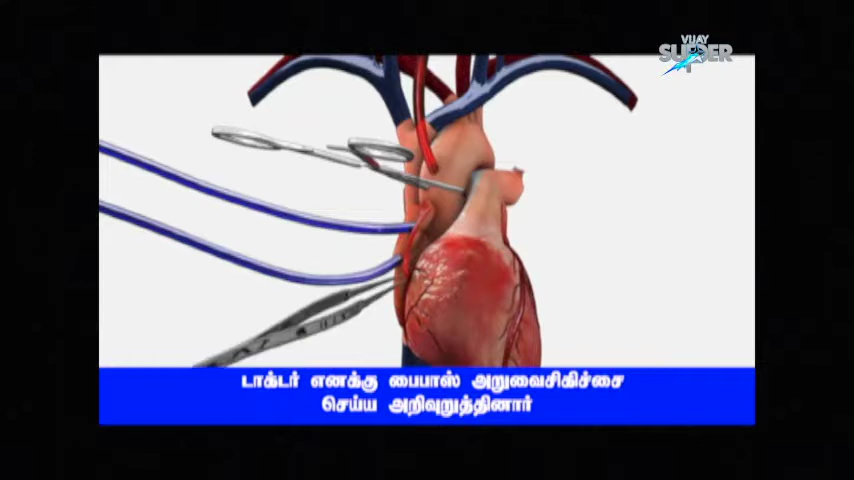 VIJAY
SUPER
டாக்டர் எனக்கு பைபாஸ் அறுவைசிகிச்சை
செய்ய அறிவுறுத்தினார்